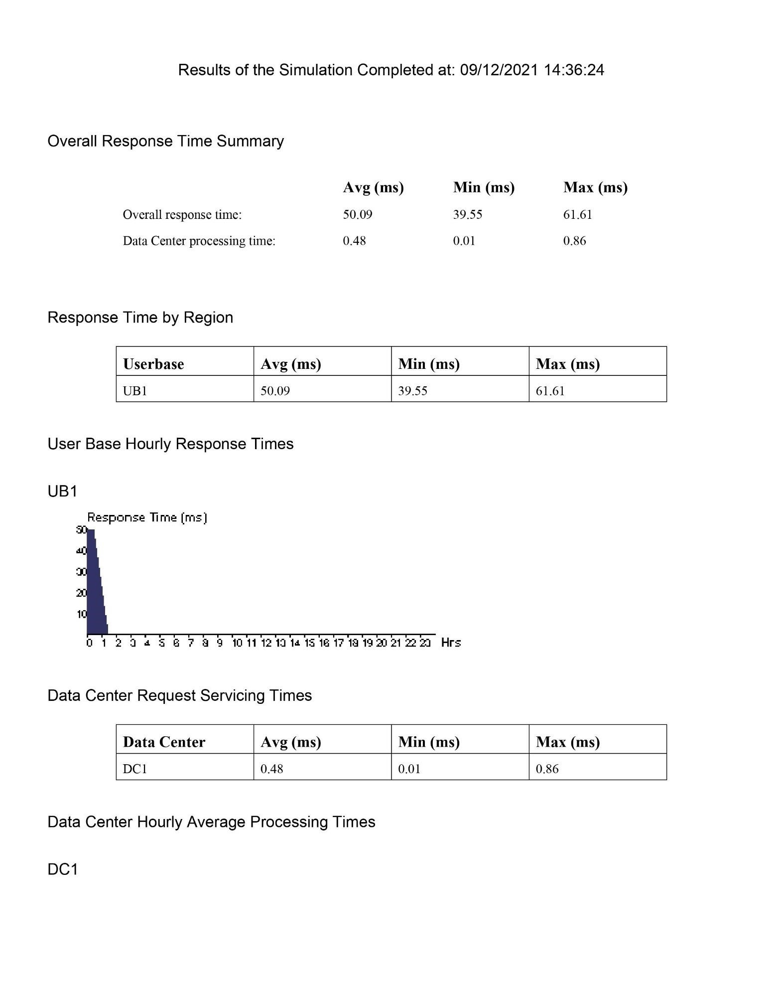 Results of the Simulation Completed at: 09/12/2021 14:36:24
Overall Response Time Summary
Avg (ms) Min (ms) Max (ms)
Overall response time: 50.09 39.55 61.61
Data Center processing time: 0.48 0.01 0.86
Response Time by Region
Userbase Avg (ms) Min (ms) Max (ms)
UB1 50.09 39.55 61.61
User Base Hourly Response Times
UB1
Response Time (ms)
50
40
30
20
10
0 1 2 3 4 5 6 7 8 9 10 11 12 13 14 15 16 17 18 19 20 21 22 23 Hrs
Data Center Request Servicing Times
Data Center Avg (ms) Min (ms) Max (ms)
DC1 0.48 0.01 0.86
Data Center Hourly Average Processing Times
DC1